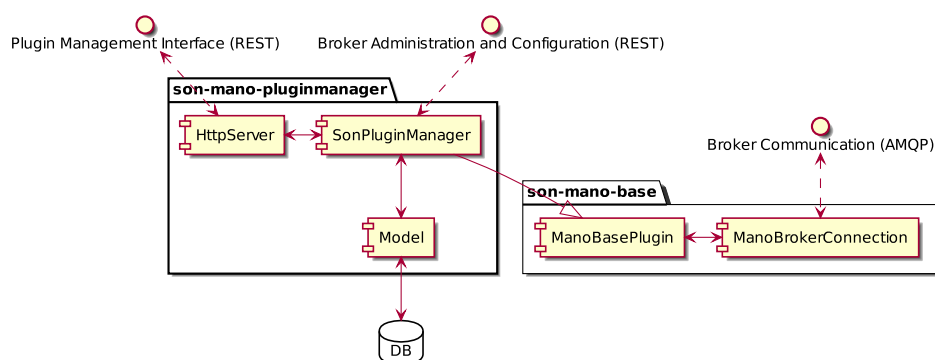 Plugin Management Interface (REST)
Broker Administration and Configuration (REST)
son-mano-pluginmanager
HttpServer
SonPluginManager
Broker Communication (AMQP)
son-mano-base
Model
ManoBasePlugin
ManoBrokerConnection
DB